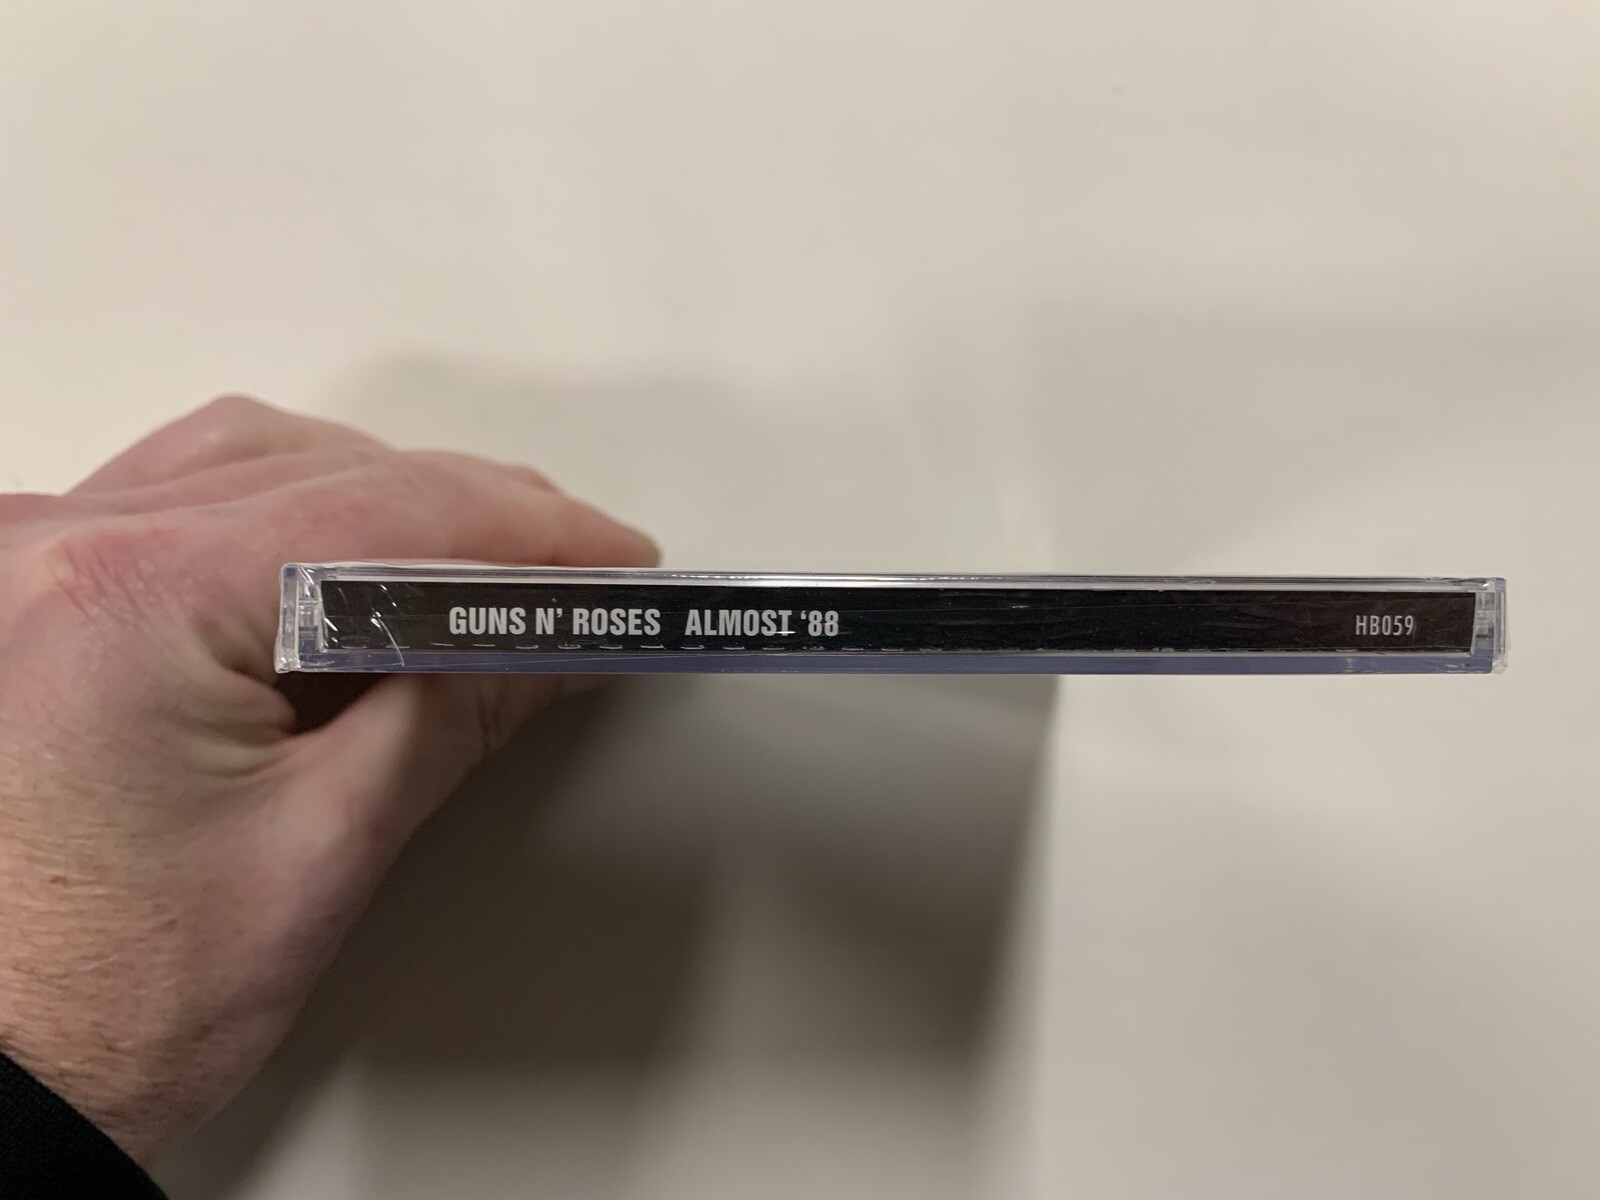 GUNS N' ROSES ALMOST '88 HB059